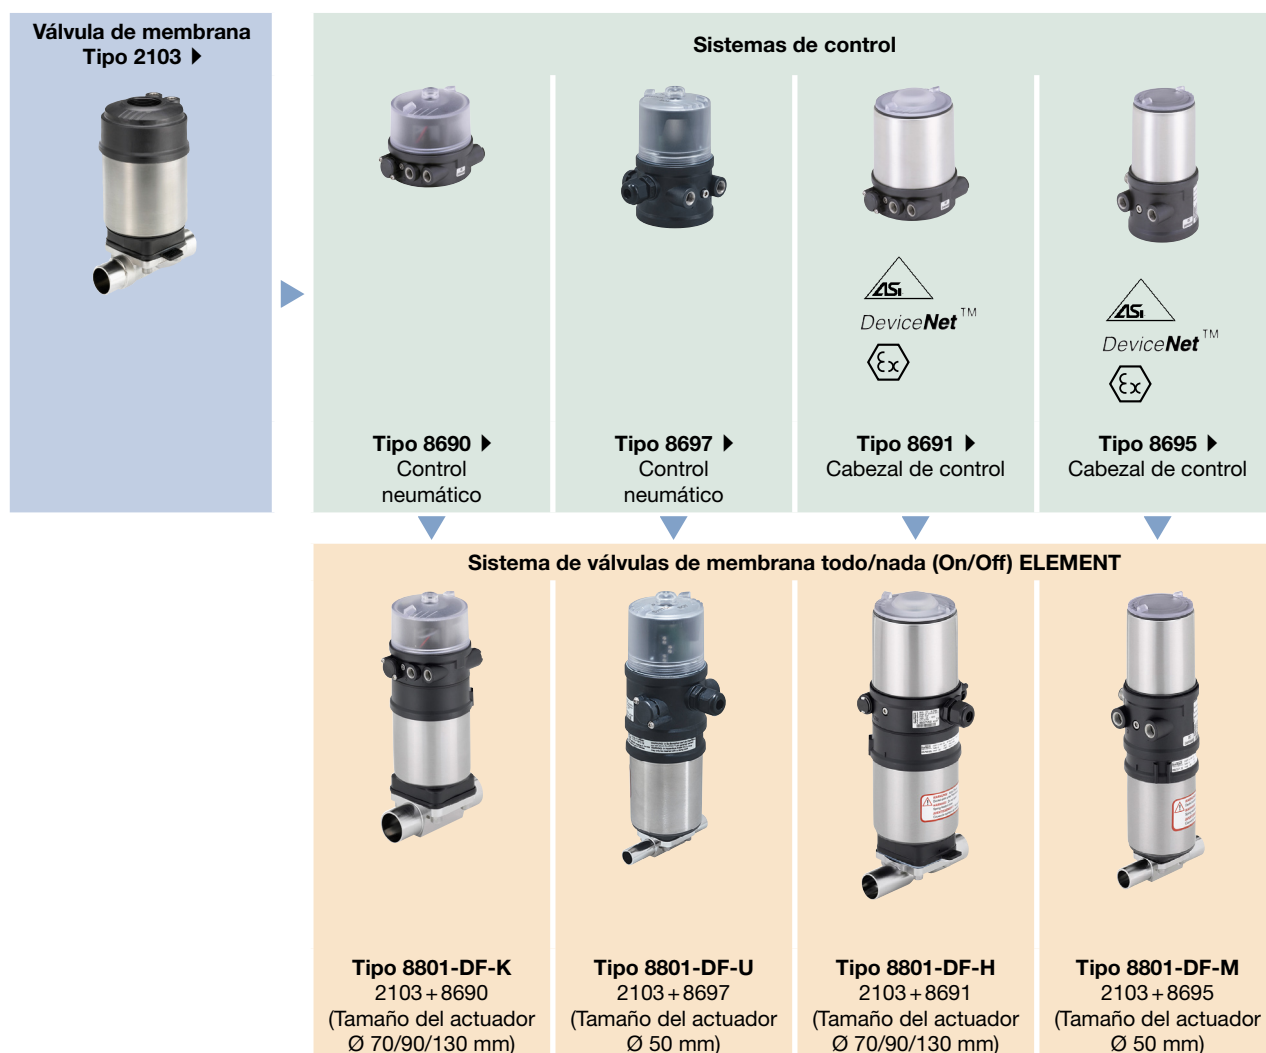 Válvula de membrana
Tipo 2103
Sistemas de control
ASi
DeviceNet™
Ex
ASi
DeviceNet™
Ex
Tipo 8690
Control
neumático
Tipo 8697
Control
neumático
Tipo 8691
Cabezal de control
Tipo 8695
Cabezal de control
Sistema de válvulas de membrana todo/nada (On/Off) ELEMENT
Tipo 8801-DF-K
2103 + 8690
(Tamaño del actuador
Ø 70/90/130 mm)
Tipo 8801-DF-U
2103 + 8697
(Tamaño del actuador
Ø 50 mm)
Tipo 8801-DF-H
2103 + 8691
(Tamaño del actuador
Ø 70/90/130 mm)
Tipo 8801-DF-M
2103 + 8695
(Tamaño del actuador
Ø 50 mm)